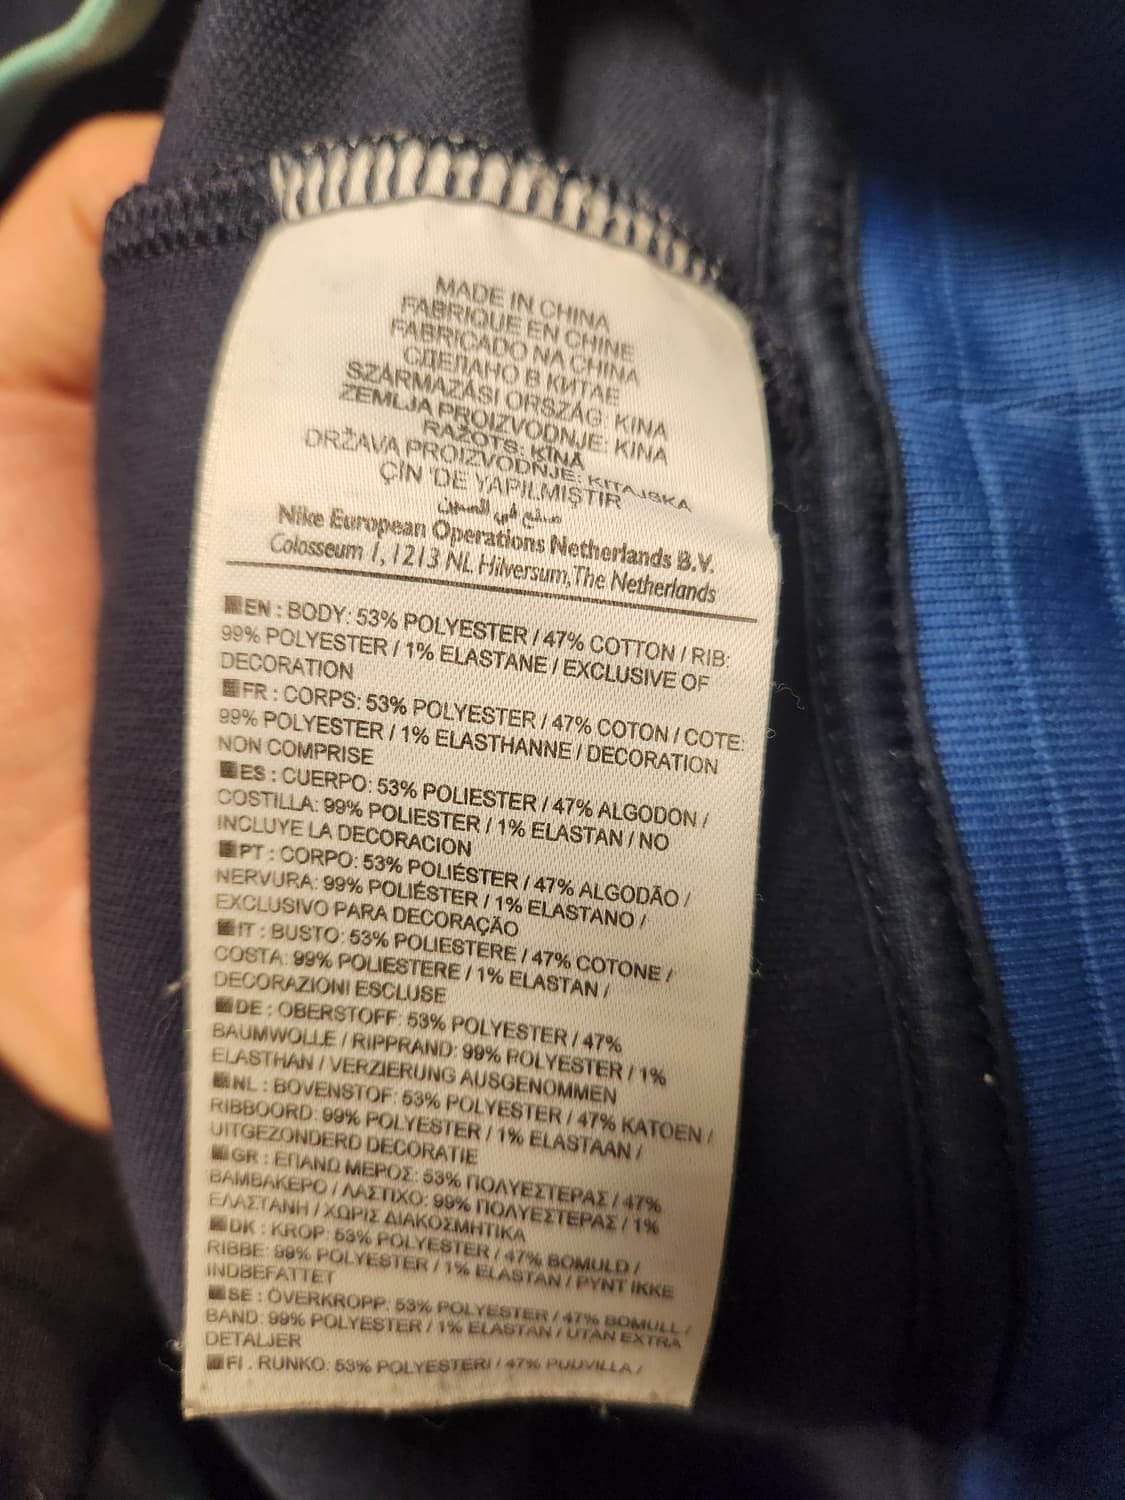 MADE IN CHINA
FABRIQUE EN CHINE
FABRICADO NA CHINA
СДЕЛАНО В КИТАЕ
SZÁRMAZÁSI ORSZÁG: KINA
ZEMLJA PROIZVODNJE: KINA
RAŽOTS: ĶĪNĀ
DRŽAVA PROIZVODNJE: KITAJSKA
ÇİN 'DE YAPILMIŞTIR
صنع في الصين
Nike European Operations Netherlands B.V.
Colosseum 1, 1213 NL Hilversum, The Netherlands
EN : BODY: 53% POLYESTER / 47% COTTON / RIB:
99% POLYESTER / 1% ELASTANE / EXCLUSIVE OF
DECORATION
FR : CORPS: 53% POLYESTER / 47% COTON / COTE:
99% POLYESTER / 1% ELASTHANNE / DECORATION
NON COMPRISE
ES : CUERPO: 53% POLIESTER / 47% ALGODON /
COSTILLA: 99% POLIESTER / 1% ELASTAN / NO
INCLUYE LA DECORACION
PT : CORPO: 53% POLIÉSTER / 47% ALGODÃO /
NERVURA: 99% POLIÉSTER / 1% ELASTANO /
EXCLUSIVO PARA DECORAÇÃO
IT : BUSTO: 53% POLIESTERE / 47% COTONE /
COSTA: 99% POLIESTERE / 1% ELASTAN /
DECORAZIONI ESCLUSE
DE : OBERSTOFF: 53% POLYESTER / 47%
BAUMWOLLE / RIPPRAND: 99% POLYESTER / 1%
ELASTHAN / VERZIERUNG AUSGENOMMEN
NL : BOVENSTOF: 53% POLYESTER / 47% KATOEN /
RIBBOORD: 99% POLYESTER / 1% ELASTAAN /
UITGEZONDERD DECORATIE
GR : ΕΠΑΝΩ ΜΕΡΟΣ: 53% ΠΟΛΥΕΣΤΕΡΑΣ / 47%
ΒΑΜΒΑΚΕΡΟ / ΛΑΣΤΙΧΟ: 99% ΠΟΛΥΕΣΤΕΡΑΣ / 1%
ΕΛΑΣΤΑΝΗ / ΧΩΡΙΣ ΔΙΑΚΟΣΜΗΤΙΚΑ
DK : KROP: 53% POLYESTER / 47% BOMULD /
RIBBE: 99% POLYESTER / 1% ELASTAN / PYNT IKKE
INDBEFATTET
SE : ÖVERKROPP: 53% POLYESTER / 47% BOMULL /
BAND: 99% POLYESTER / 1% ELASTAN / UTAN EXTRA
DETALJER
FI : RUNKO: 53% POLYESTERI / 47% PUUVILLA /